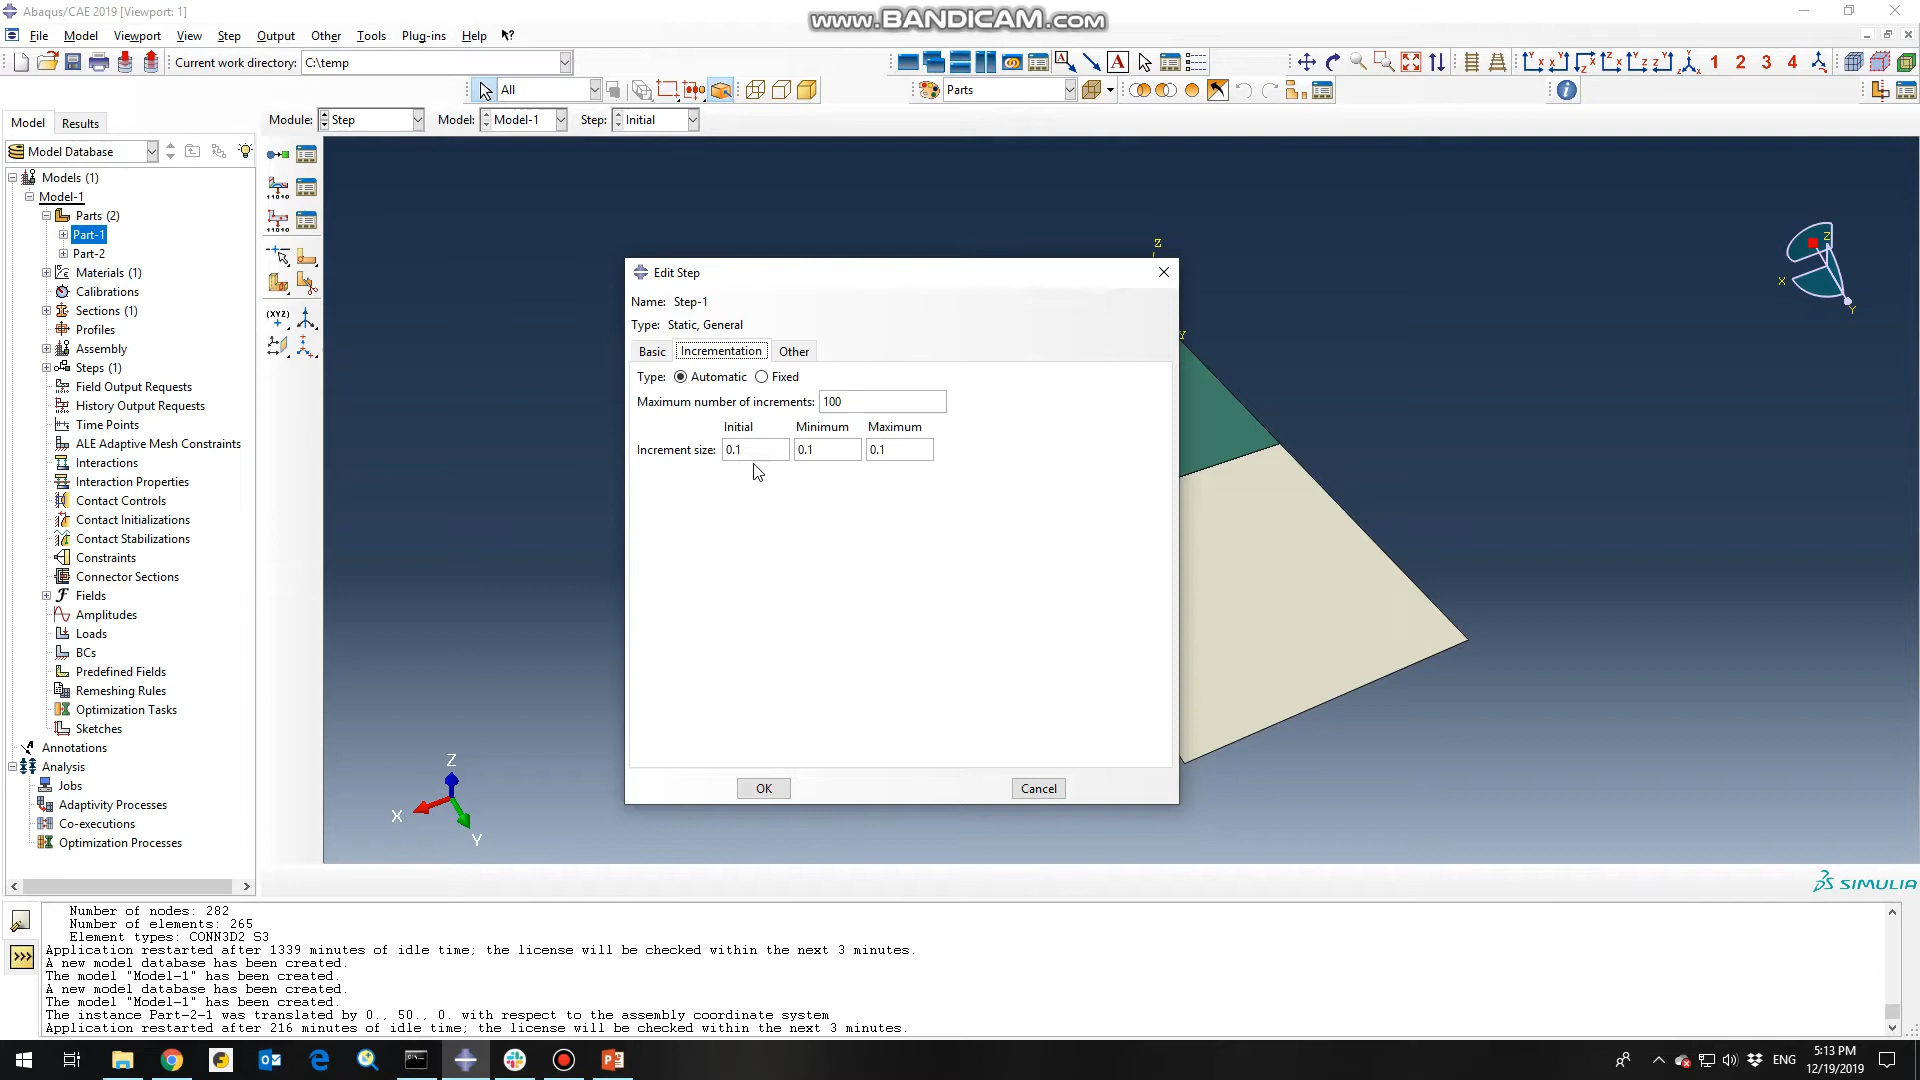 Abaqus/CAE 2019 [Viewport: 1]
www.BANDICAM.com
File Model Viewport View Step Output Other Tools Plug-ins Help
Current work directory: C:\temp
1 2 3 4
All
Parts
Model Results
Module: Step Model: Model-1 Step: Initial
Model Database
Models (1)
Model-1
Parts (2)
Part-1
Part-2
Materials (1)
Calibrations
Sections (1)
Profiles
Assembly
Steps (1)
Field Output Requests
History Output Requests
Time Points
ALE Adaptive Mesh Constraints
Interactions
Interaction Properties
Contact Controls
Contact Initializations
Contact Stabilizations
Constraints
Connector Sections
Fields
Amplitudes
Loads
BCs
Predefined Fields
Remeshing Rules
Optimization Tasks
Sketches
Annotations
Analysis
Jobs
Adaptivity Processes
Co-executions
Optimization Processes
(XYZ)
Z
Y
Z
X
Y
Edit Step
Name: Step-1
Type: Static, General
Basic Incrementation Other
Type: Automatic Fixed
Maximum number of increments: 100
Initial Minimum Maximum
Increment size: 0.1 0.1 0.1
OK Cancel
Z
X
Y
SIMULIA
Number of nodes: 282
Number of elements: 265
Element types: CONN3D2 S3
Application restarted after 1339 minutes of idle time; the license will be checked within the next 3 minutes.
A new model database has been created.
The model "Model-1" has been created.
A new model database has been created.
The model "Model-1" has been created.
The instance Part-2-1 was translated by 0., 50., 0. with respect to the assembly coordinate system
Application restarted after 216 minutes of idle time; the license will be checked within the next 3 minutes.
ENG
5:13 PM
12/19/2019